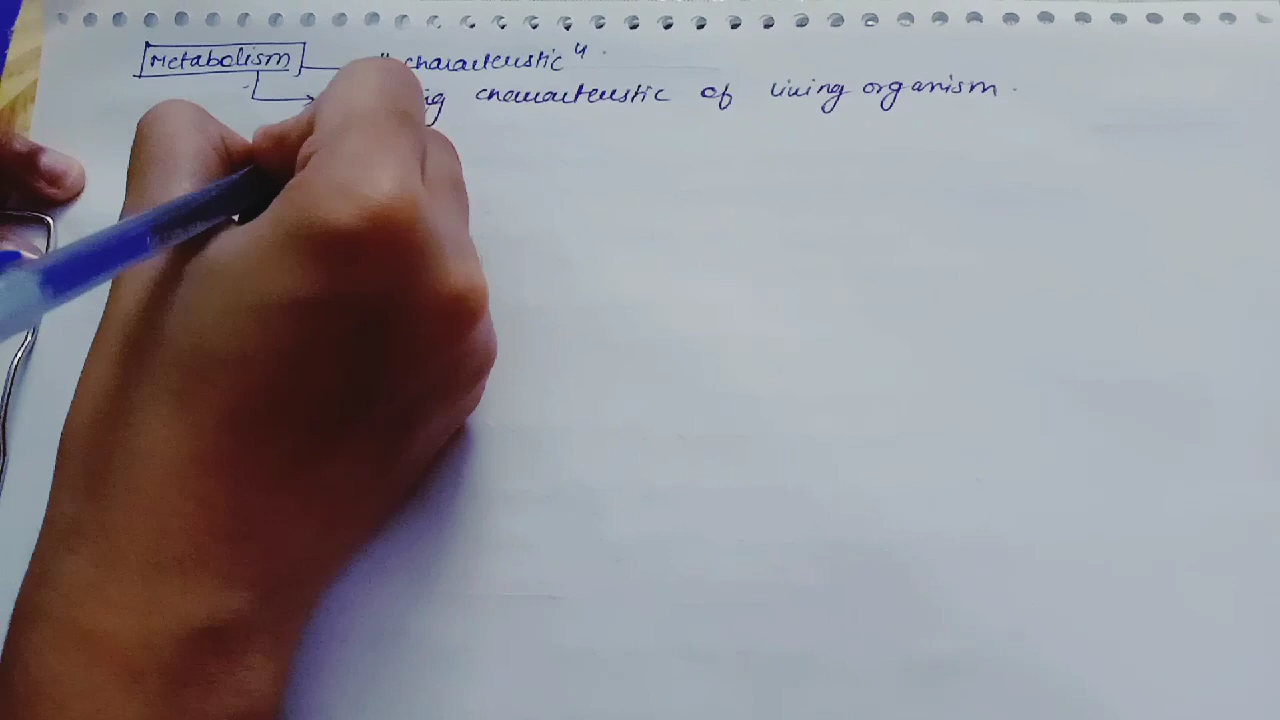 Metabolism "characteristic".
characteristic of living organism.